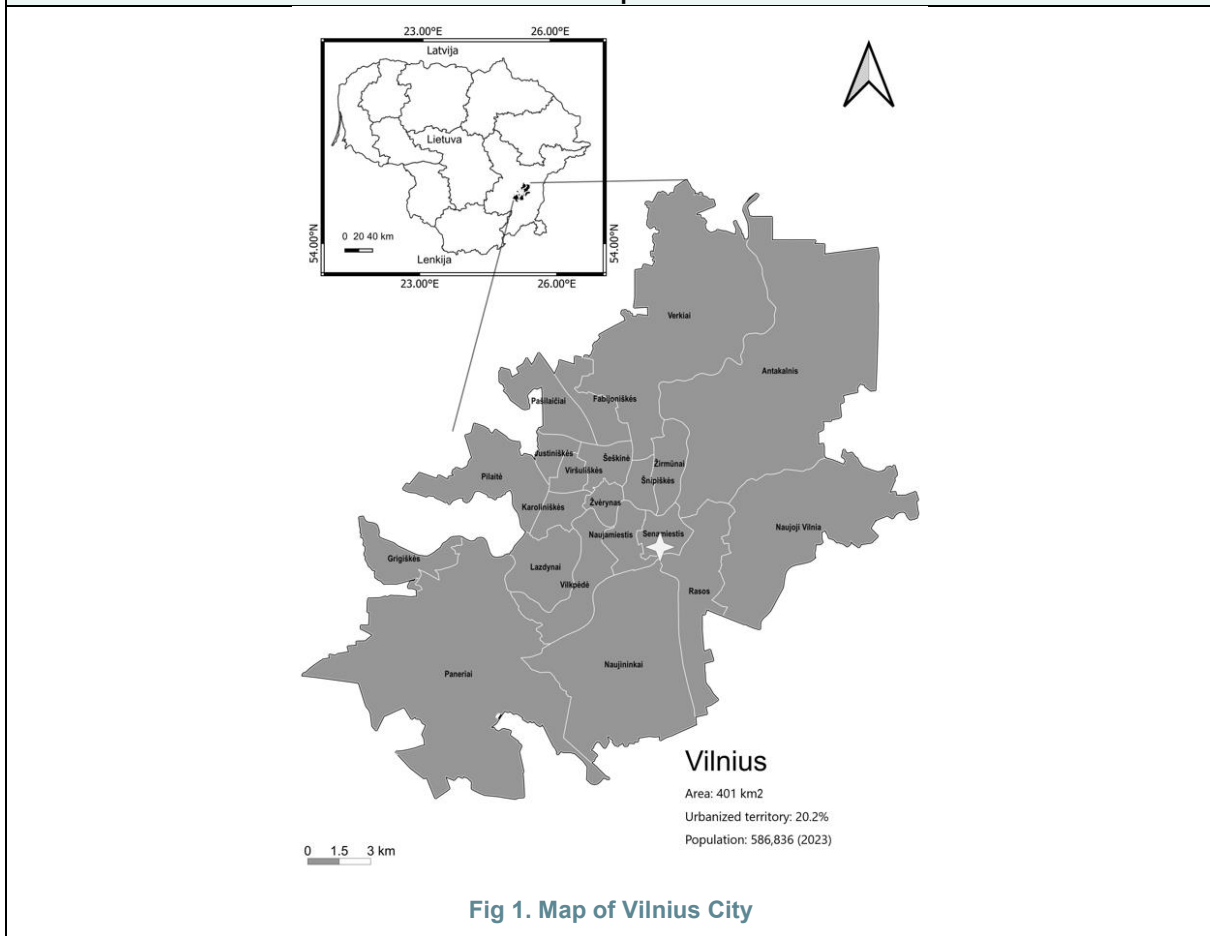 23.00°E 26.00°E
Latvija
Lietuva
54.00°N
54.00°N
0 20 40 km
Lenkija
23.00°E 26.00°E
Verkiai
Antakalnis
Pašilaičiai
Fabijoniškės
Justiniškės
Šeškinė
Žirmūnai
Viršuliškės
Pilaitė
Šnipiškės
Karoliniškės
Žvėrynas
Naujoji Vilnia
Naujamiestis
Senamiestis
Grigiškės
Lazdynai
Vilkpėdė
Rasos
Naujininkai
Paneriai
Vilnius
Area: 401 km2
Urbanized territory: 20.2%
Population: 586,836 (2023)
0 1.5 3 km
Fig 1. Map of Vilnius City